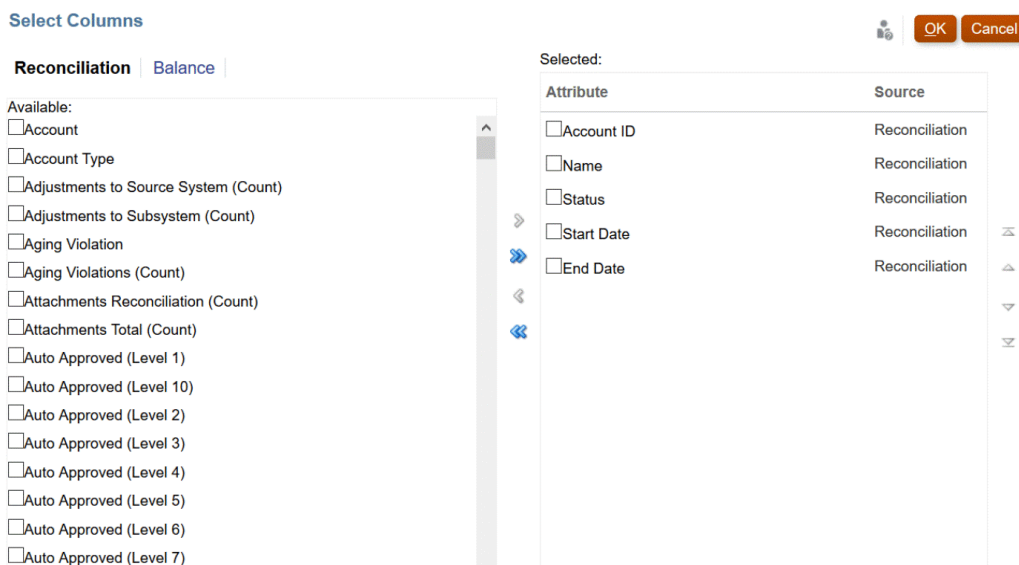 Select Columns
OK
Cancel
Reconciliation
Balance
Available:
Account
Account Type
Adjustments to Source System (Count)
Adjustments to Subsystem (Count)
Aging Violation
Aging Violations (Count)
Attachments Reconciliation (Count)
Attachments Total (Count)
Auto Approved (Level 1)
Auto Approved (Level 10)
Auto Approved (Level 2)
Auto Approved (Level 3)
Auto Approved (Level 4)
Auto Approved (Level 5)
Auto Approved (Level 6)
Auto Approved (Level 7)
Selected:
Attribute Source
Account ID Reconciliation
Name Reconciliation
Status Reconciliation
Start Date Reconciliation
End Date Reconciliation